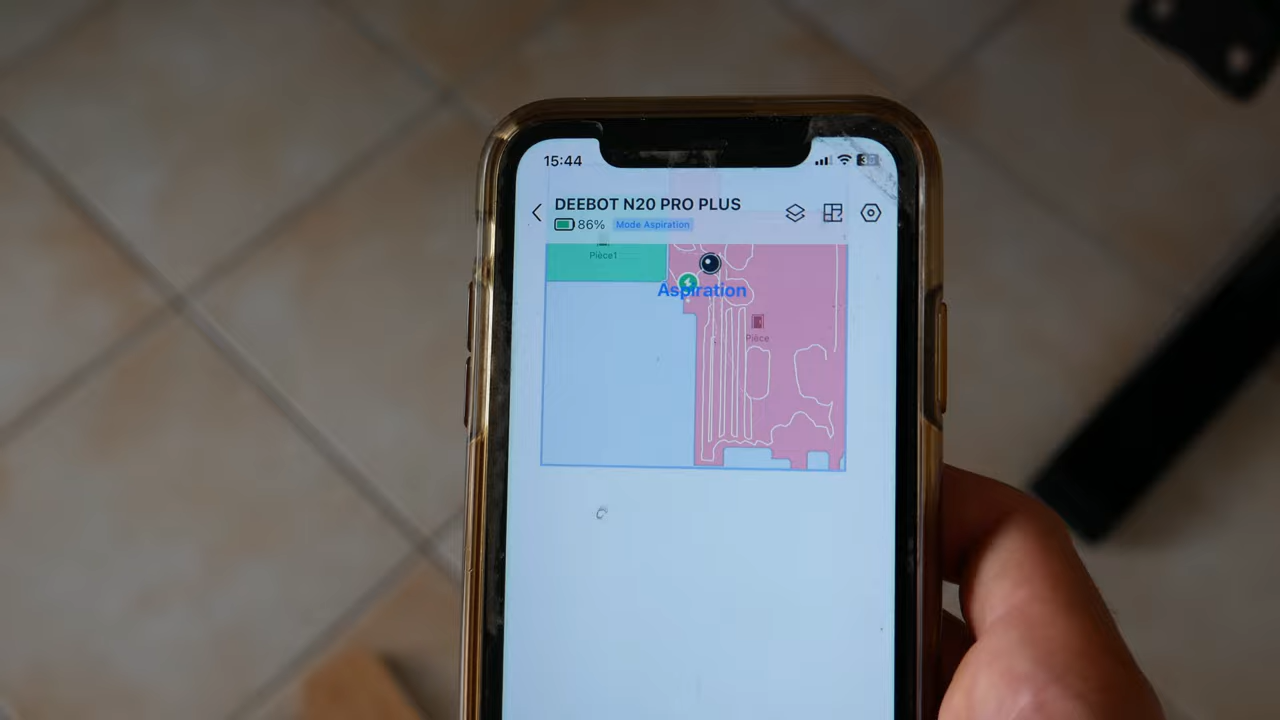 15:44
DEEBOT N20 PRO PLUS
86% Mode Aspiration
Pièce1
Aspiration
Pièce